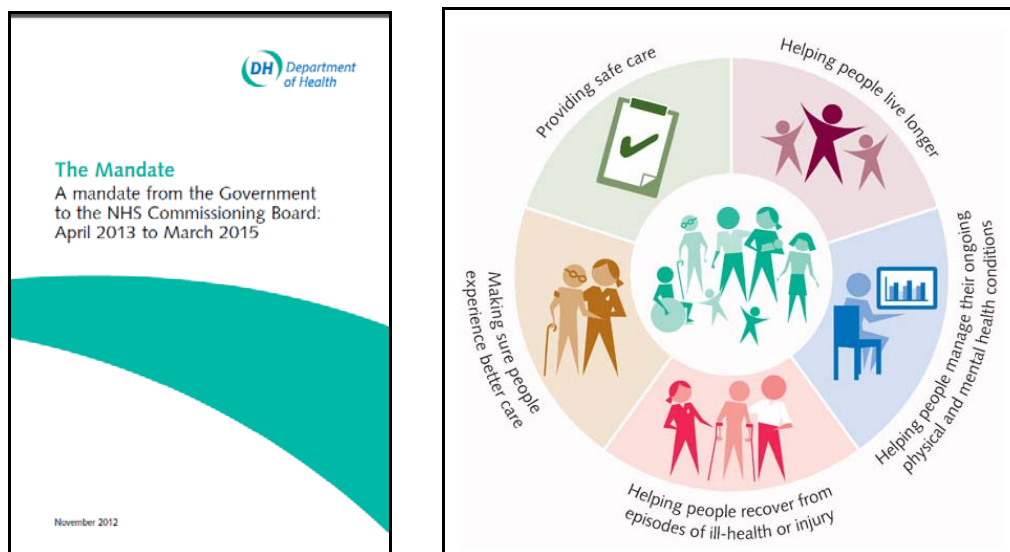 DH Department
of Health
The Mandate
A mandate from the Government
to the NHS Commissioning Board:
April 2013 to March 2015
November 2012
Providing safe care
Helping people live longer
Helping people manage their ongoing
physical and mental health conditions
Helping people recover from
episodes of ill-health or injury
Making sure people
experience better care